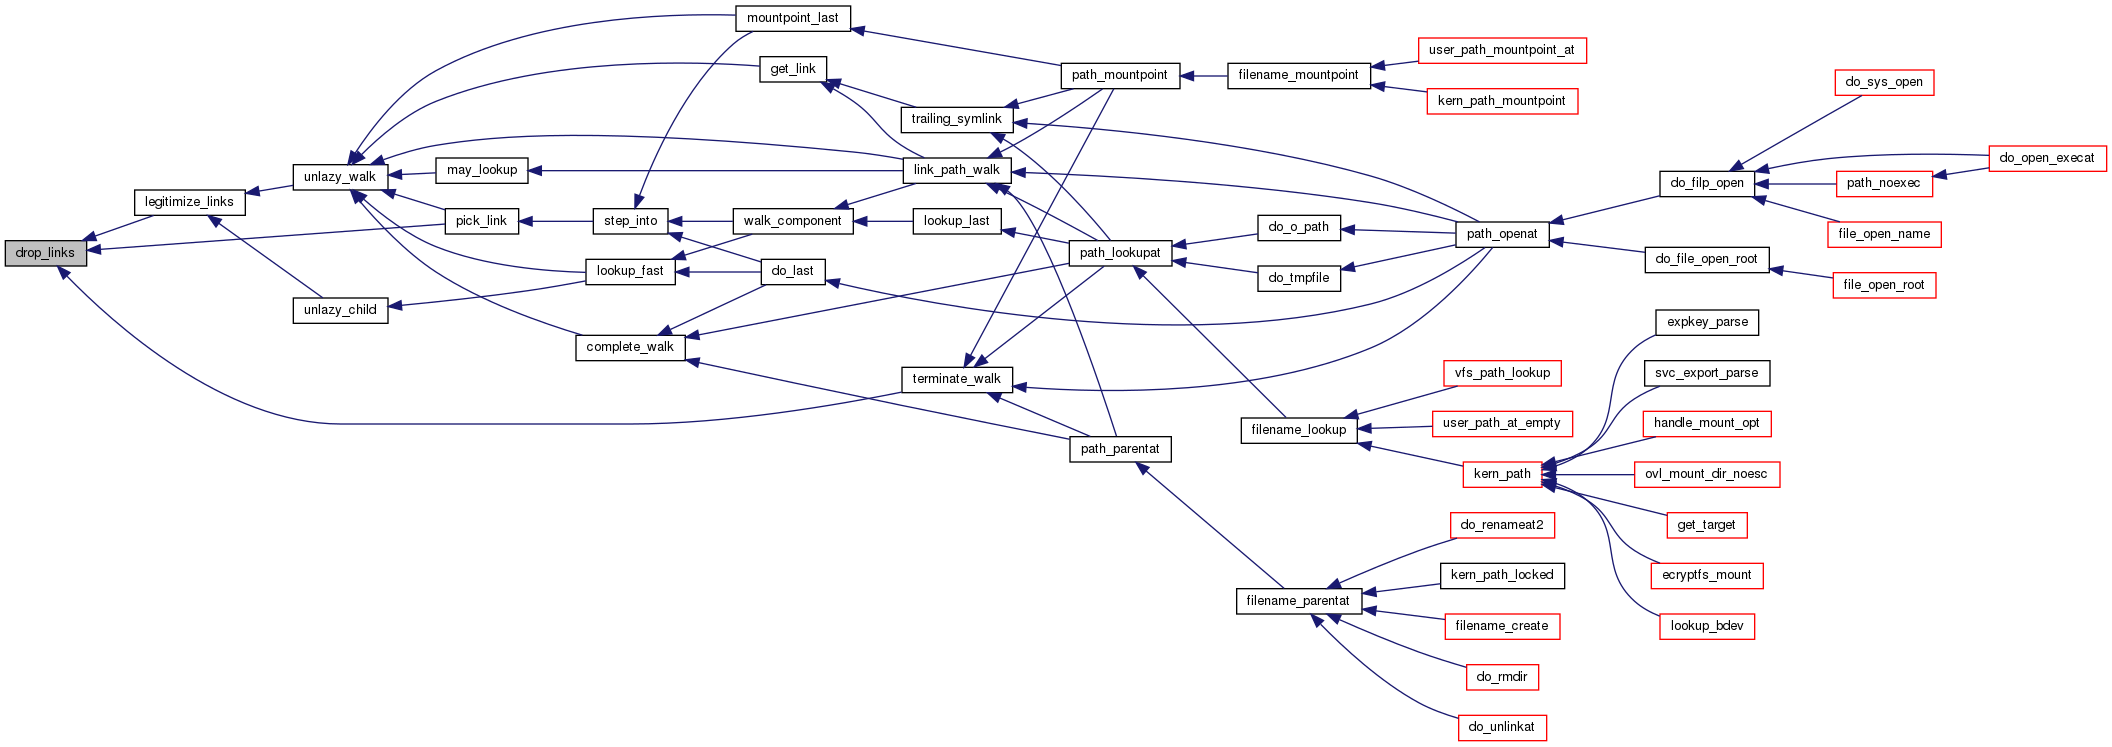 drop_links
legitimize_links
unlazy_walk
unlazy_child
may_lookup
pick_link
mountpoint_last
get_link
step_into
lookup_fast
complete_walk
walk_component
do_last
trailing_symlink
link_path_walk
lookup_last
terminate_walk
path_mountpoint
path_lookupat
path_parentat
filename_mountpoint
do_o_path
do_tmpfile
filename_lookup
filename_parentat
user_path_mountpoint_at
kern_path_mountpoint
path_openat
vfs_path_lookup
user_path_at_empty
kern_path
do_renameat2
kern_path_locked
filename_create
do_rmdir
do_unlinkat
do_filp_open
do_file_open_root
expkey_parse
svc_export_parse
handle_mount_opt
ovl_mount_dir_noesc
get_target
ecryptfs_mount
lookup_bdev
do_sys_open
path_noexec
file_open_name
file_open_root
do_open_execat